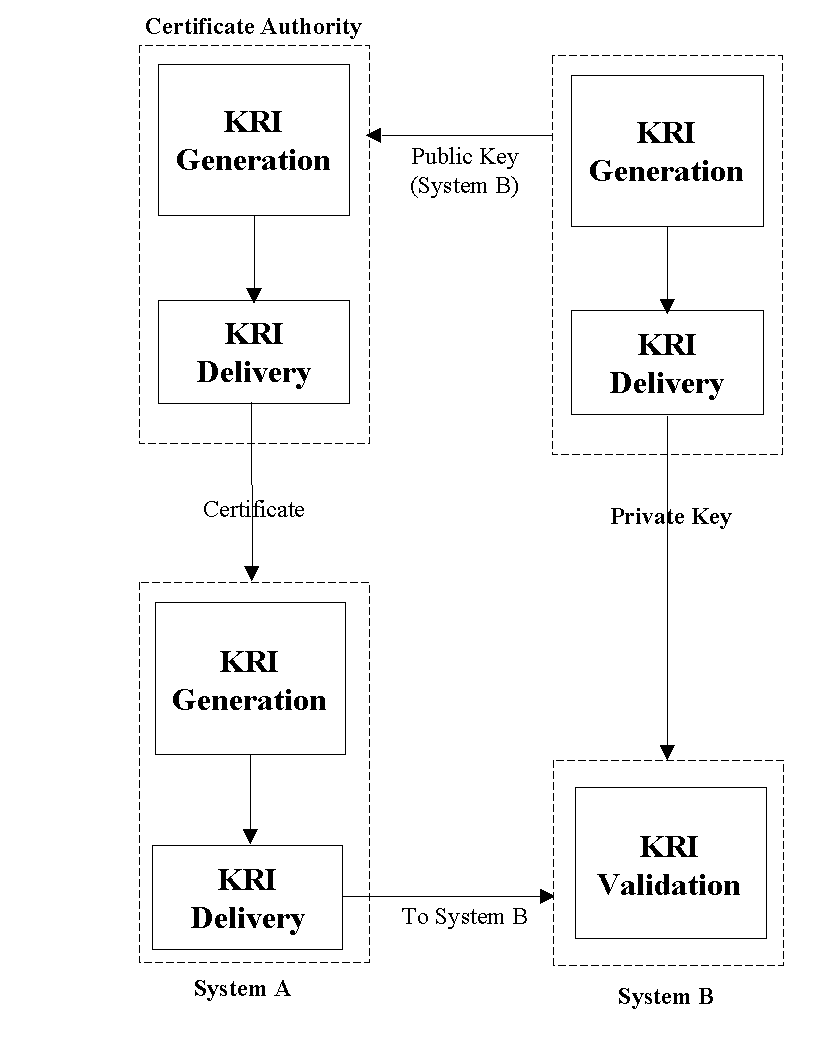 Certificate Authority
KRI
Generation
KRI
Generation
Public Key
(System B)
KRI
Delivery
KRI
Delivery
Certificate
Private Key
KRI
Generation
KRI
Validation
KRI
Delivery
To System B
System A
System B